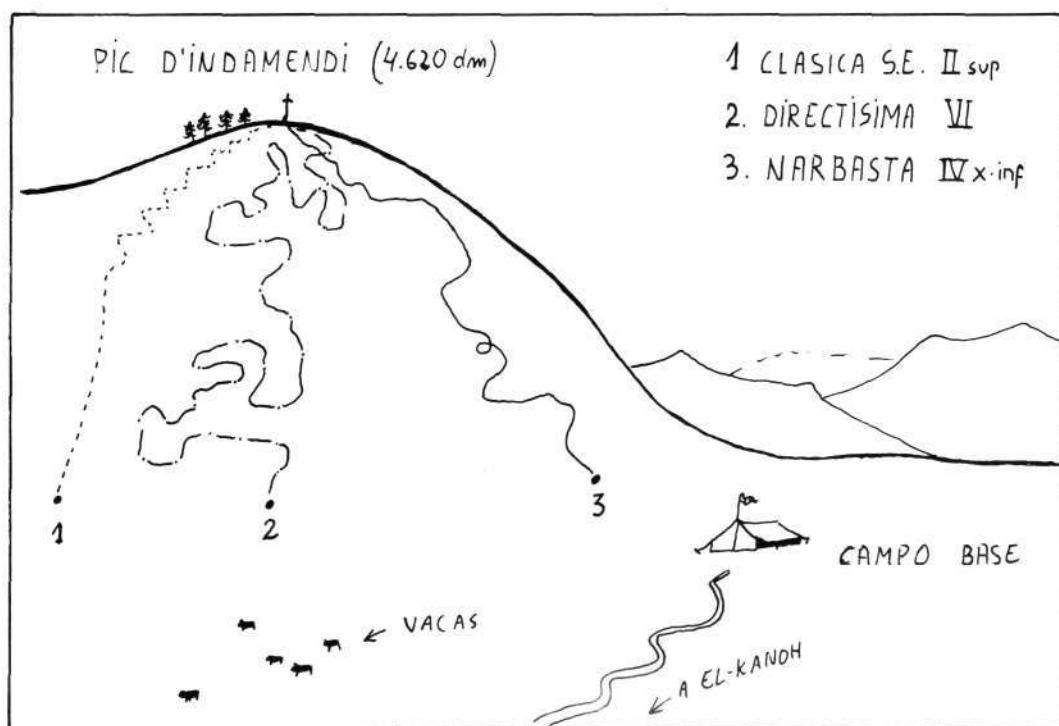 PIC D'INDAMENDI (4.620 dm)
1 CLASICA S.E. II sup
2. DIRECTISIMA VI
3. NARBASTA IV x.inf
1
2
3
CAMPO BASE
← VACAS
← A EL-KANOH